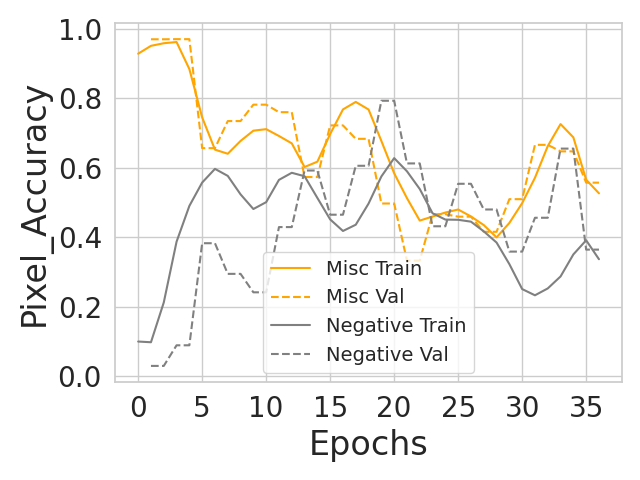 1.0
0.8
0.6
0.4
0.2
0.0
Pixel_Accuracy
Misc Train
Misc Val
Negative Train
Negative Val
0 5 10 15 20 25 30 35
Epochs